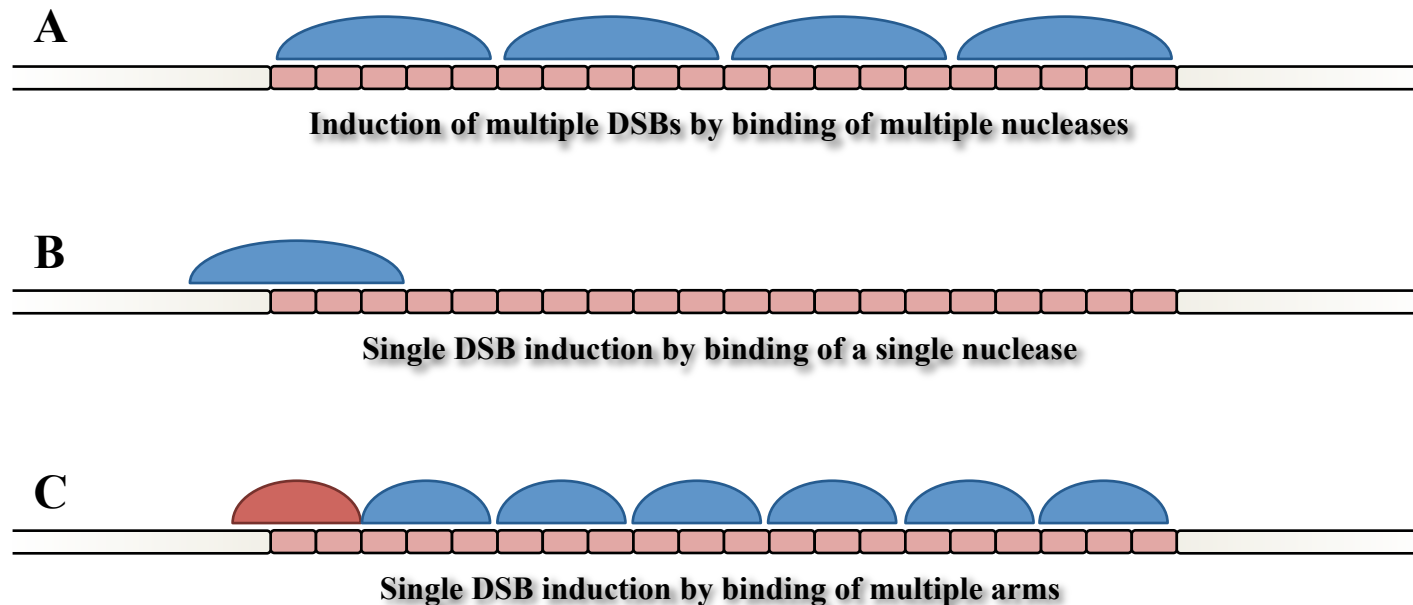 A
Induction of multiple DSBs by binding of multiple nucleases
B
Single DSB induction by binding of a single nuclease
C
Single DSB induction by binding of multiple arms